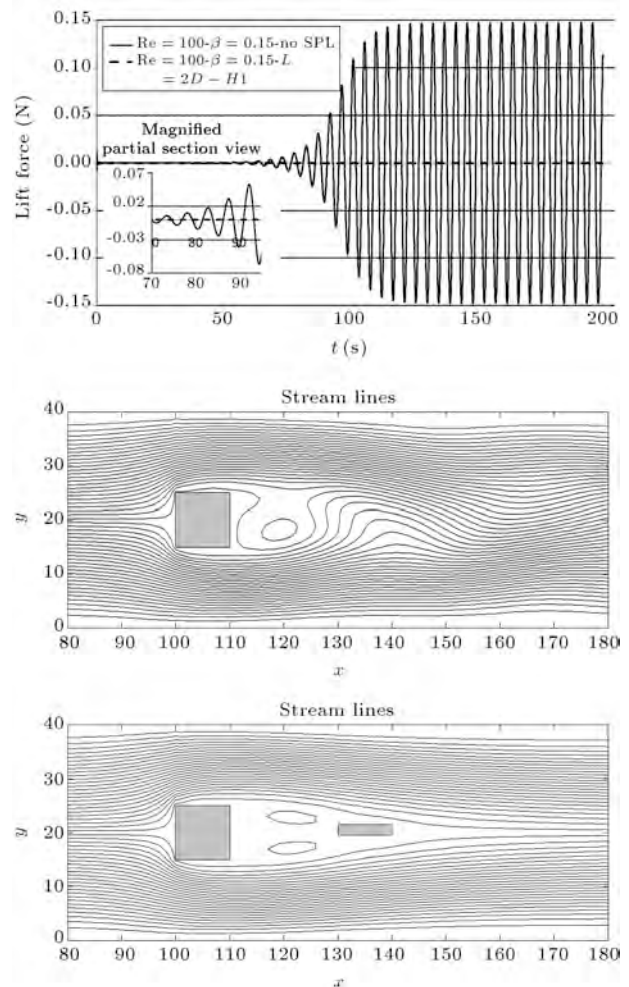 0.15
0.10
0.05
0.00
-0.05
-0.10
-0.15
Lift force (N)
Re = 100-β = 0.15-no SPL
Re = 100-β = 0.15-L
= 2D − H1
Magnified
partial section view
0.07
0.02
-0.03
-0.08
0 30 90
70 80 90
0 50 100 150 200
t (s)
Stream lines
40
30
20
10
0
y
80 90 100 110 120 130 140 150 160 170 180
x
Stream lines
40
30
20
10
0
y
80 90 100 110 120 130 140 150 160 170 180
x